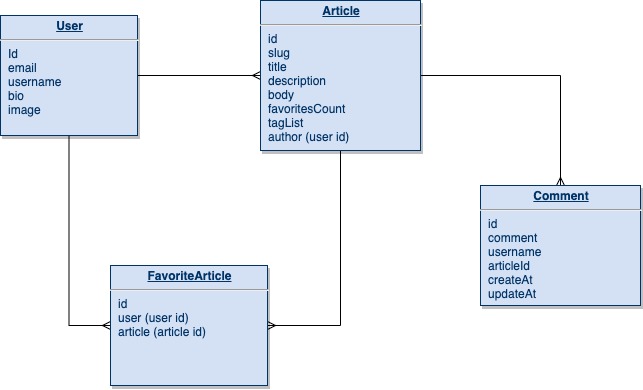 User
Id
email
username
bio
image
Article
id
slug
title
description
body
favoritesCount
tagList
author (user id)
Comment
id
comment
username
articleId
createAt
updateAt
FavoriteArticle
id
user (user id)
article (article id)